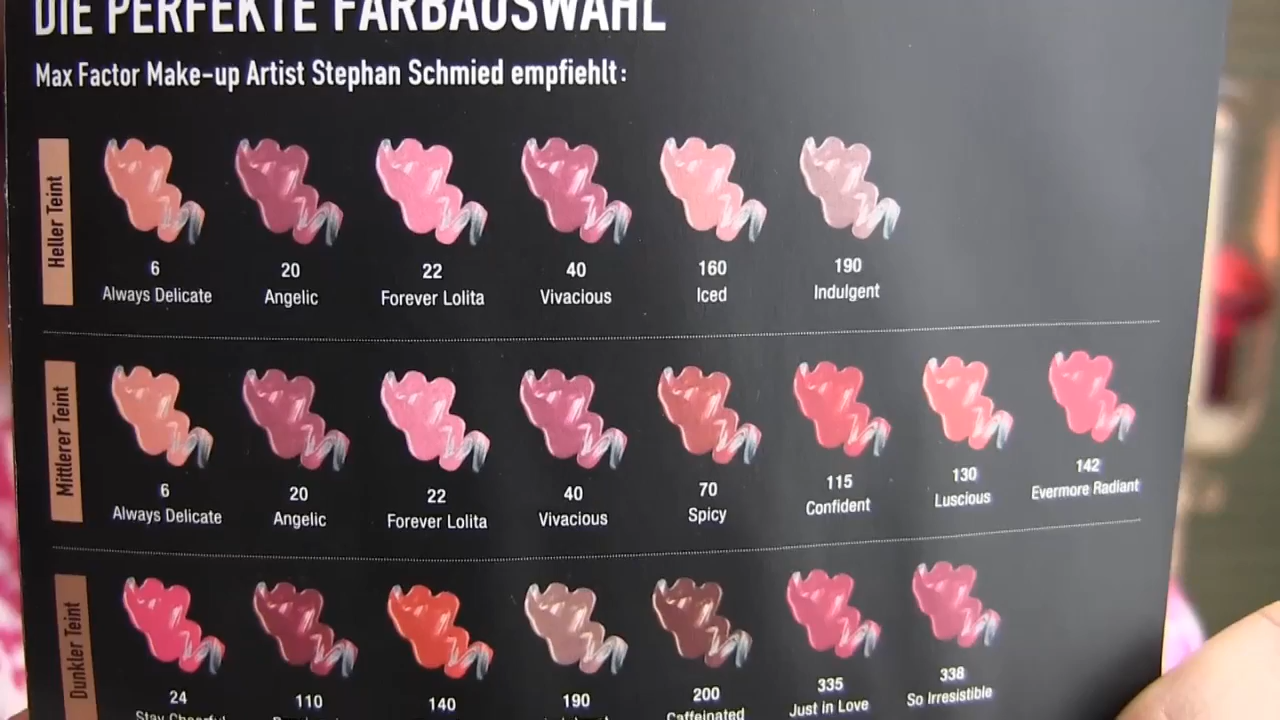 DIE PERFEKTE FARBAUSWAHL
Max Factor Make-up Artist Stephan Schmied empfiehlt:
Heller Teint
6 20 22 40 160 190
Always Delicate Angelic Forever Lolita Vivacious Iced Indulgent
Mittlerer Teint
6 20 22 40 70 115 130 142
Always Delicate Angelic Forever Lolita Vivacious Spicy Confident Luscious Evermore Radiant
Dunkler Teint
24 110 140 190 200 335 338
Stay Cheerful Caffeinated Just in Love So Irresistible